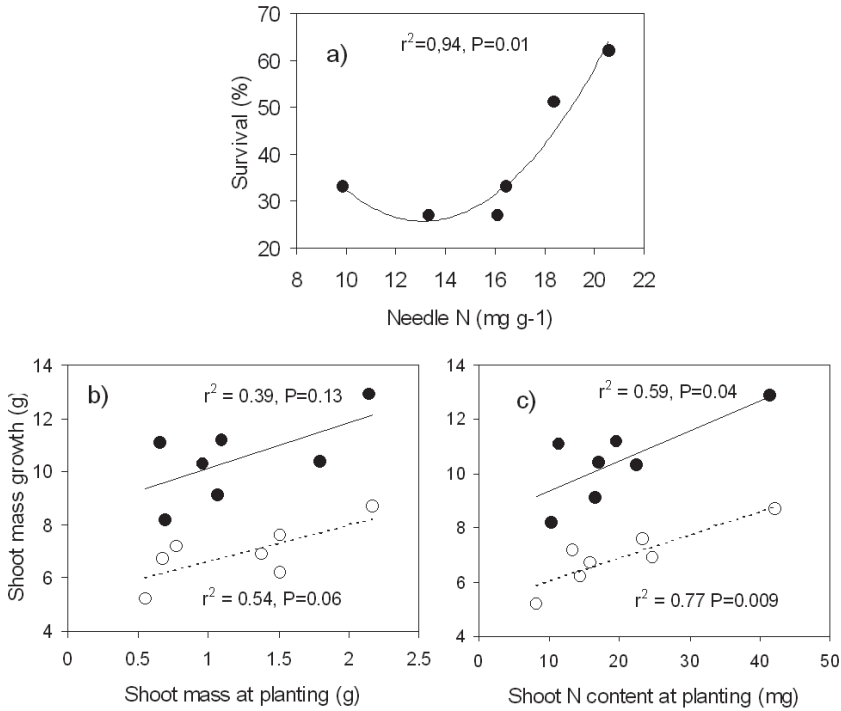 70
60
50
40
30
20
Survival (%)
a)
r²=0,94, P=0.01
8 10 12 14 16 18 20 22
Needle N (mg g-1)
14
12
10
8
6
4
Shoot mass growth (g)
b)
r² = 0.39, P=0.13
r² = 0.54, P=0.06
0 0.5 1 1.5 2 2.5
Shoot mass at planting (g)
14
12
10
8
6
4
c)
r² = 0.59, P=0.04
r² = 0.77 P=0.009
0 10 20 30 40 50
Shoot N content at planting (mg)